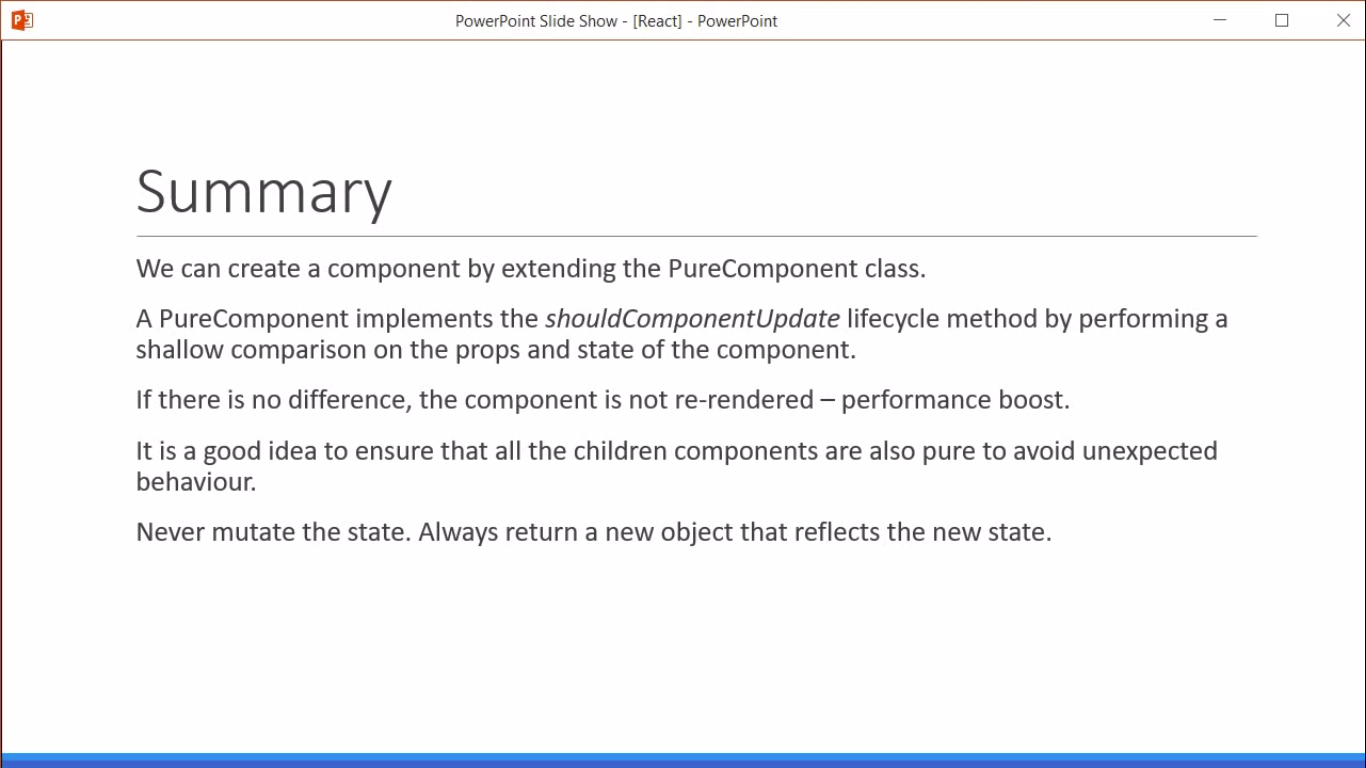 PowerPoint Slide Show - [React] - PowerPoint
Summary
We can create a component by extending the PureComponent class.
A PureComponent implements the shouldComponentUpdate lifecycle method by performing a
shallow comparison on the props and state of the component.
If there is no difference, the component is not re-rendered – performance boost.
It is a good idea to ensure that all the children components are also pure to avoid unexpected
behaviour.
Never mutate the state. Always return a new object that reflects the new state.